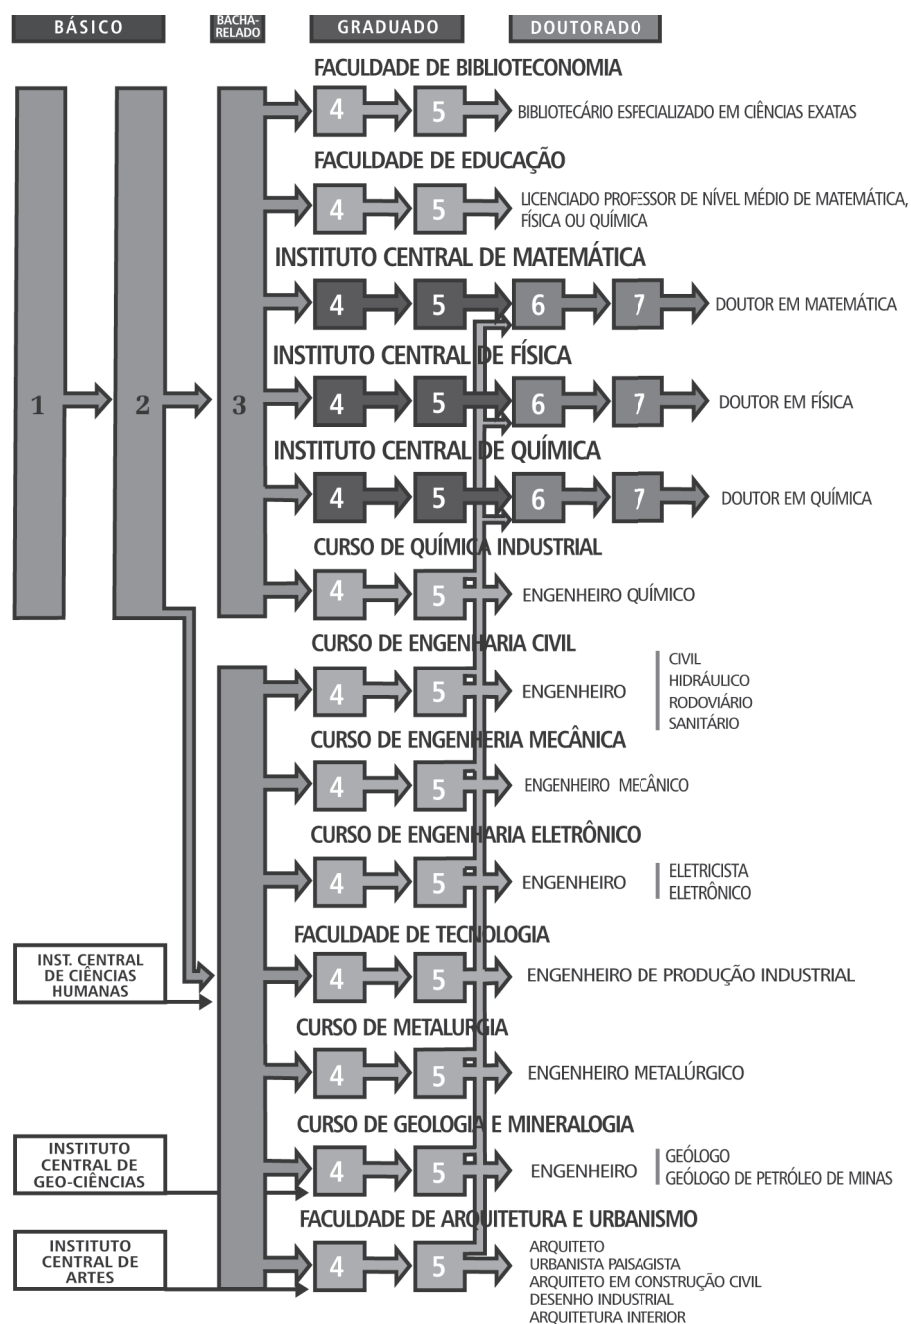 BÁSICO
BACHA-
RELADO
GRADUADO
DOUTORADO
FACULDADE DE BIBLIOTECONOMIA
4
5
BIBLIOTECÁRIO ESPECIALIZADO EM CIÊNCIAS EXATAS
FACULDADE DE EDUCAÇÃO
4
5
LICENCIADO PROFESSOR DE NÍVEL MÉDIO DE MATEMÁTICA,
FÍSICA OU QUÍMICA
INSTITUTO CENTRAL DE MATEMÁTICA
4
5
6
7
DOUTOR EM MATEMÁTICA
INSTITUTO CENTRAL DE FÍSICA
1
2
3
4
5
6
7
DOUTOR EM FÍSICA
INSTITUTO CENTRAL DE QUÍMICA
4
5
6
7
DOUTOR EM QUÍMICA
CURSO DE QUÍMICA INDUSTRIAL
4
5
ENGENHEIRO QUÍMICO
CURSO DE ENGENHARIA CIVIL
4
5
ENGENHEIRO
CIVIL
HIDRÁULICO
RODOVIÁRIO
SANITÁRIO
CURSO DE ENGENHERIA MECÂNICA
4
5
ENGENHEIRO MECÂNICO
CURSO DE ENGENHARIA ELETRÔNICO
4
5
ENGENHEIRO
ELETRICISTA
ELETRÔNICO
FACULDADE DE TECNOLOGIA
INST. CENTRAL
DE CIÊNCIAS
HUMANAS
4
5
ENGENHEIRO DE PRODUÇÃO INDUSTRIAL
CURSO DE METALURGIA
4
5
ENGENHEIRO METALÚRGICO
CURSO DE GEOLOGIA E MINERALOGIA
INSTITUTO
CENTRAL DE
GEO-CIÊNCIAS
4
5
ENGENHEIRO
GEÓLOGO
GEÓLOGO DE PETRÓLEO DE MINAS
FACULDADE DE ARQUITETURA E URBANISMO
INSTITUTO
CENTRAL DE
ARTES
4
5
ARQUITETO
URBANISTA PAISAGISTA
ARQUITETO EM CONSTRUÇÃO CIVIL
DESENHO INDUSTRIAL
ARQUITETURA INTERIOR